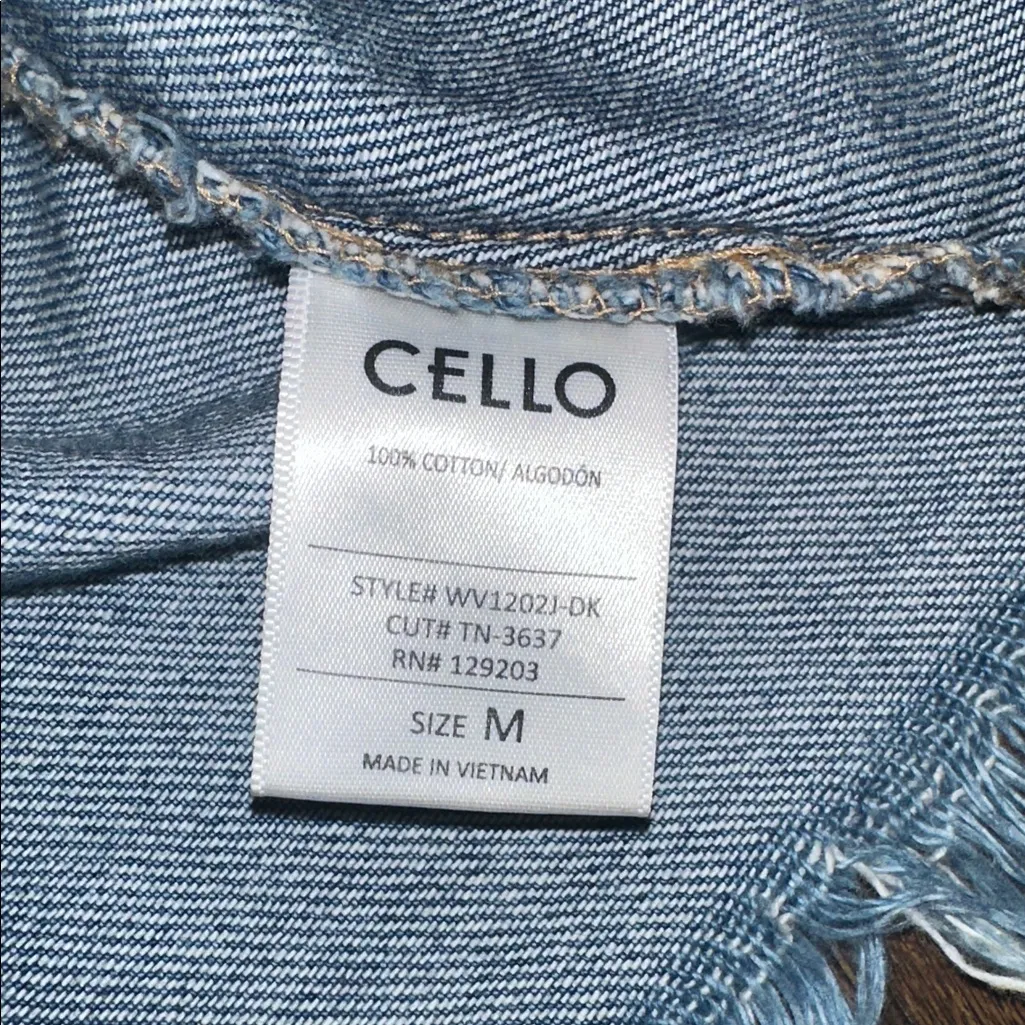 CELLO
100% COTTON/ ALGODÓN
STYLE# WV1202J-DK
CUT# TN-3637
RN# 129203
SIZE M
MADE IN VIETNAM